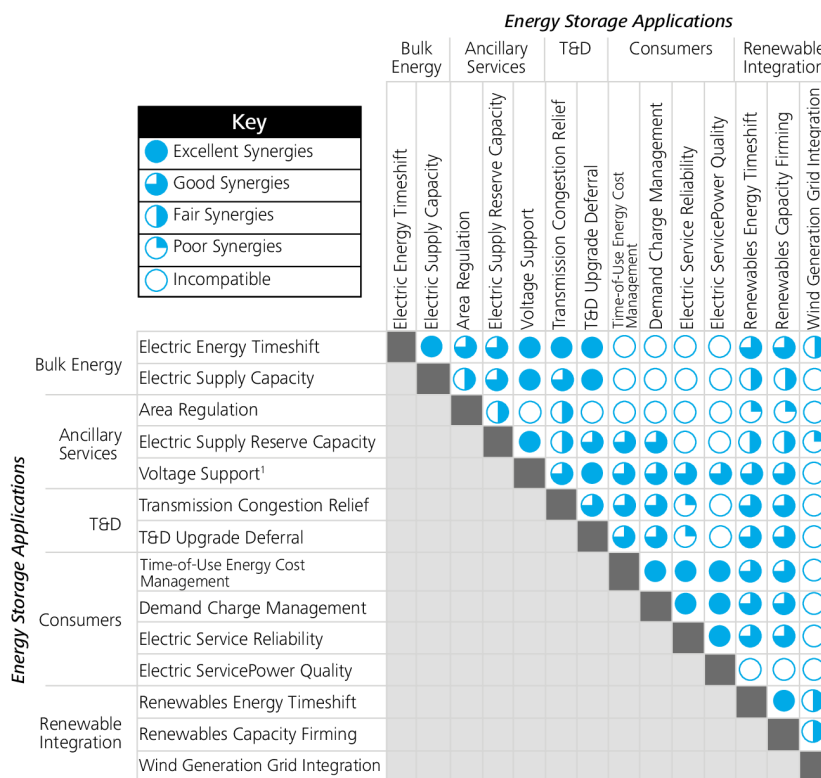 Energy Storage Applications
Bulk
Energy
Ancillary
Services
T&D
Consumers
Renewable
Integration
Key
Excellent Synergies
Good Synergies
Fair Synergies
Poor Synergies
Incompatible
Electric Energy Timeshift
Electric Supply Capacity
Area Regulation
Electric Supply Reserve Capacity
Voltage Support
Transmission Congestion Relief
T&D Upgrade Deferral
Time-of-Use Energy Cost
Management
Demand Charge Management
Electric Service Reliability
Electric ServicePower Quality
Renewables Energy Timeshift
Renewables Capacity Firming
Wind Generation Grid Integration
Energy Storage Applications
Bulk Energy
Electric Energy Timeshift
Electric Supply Capacity
Ancillary
Services
Area Regulation
Electric Supply Reserve Capacity
Voltage Support¹
T&D
Transmission Congestion Relief
T&D Upgrade Deferral
Consumers
Time-of-Use Energy Cost
Management
Demand Charge Management
Electric Service Reliability
Electric ServicePower Quality
Renewable
Integration
Renewables Energy Timeshift
Renewables Capacity Firming
Wind Generation Grid Integration